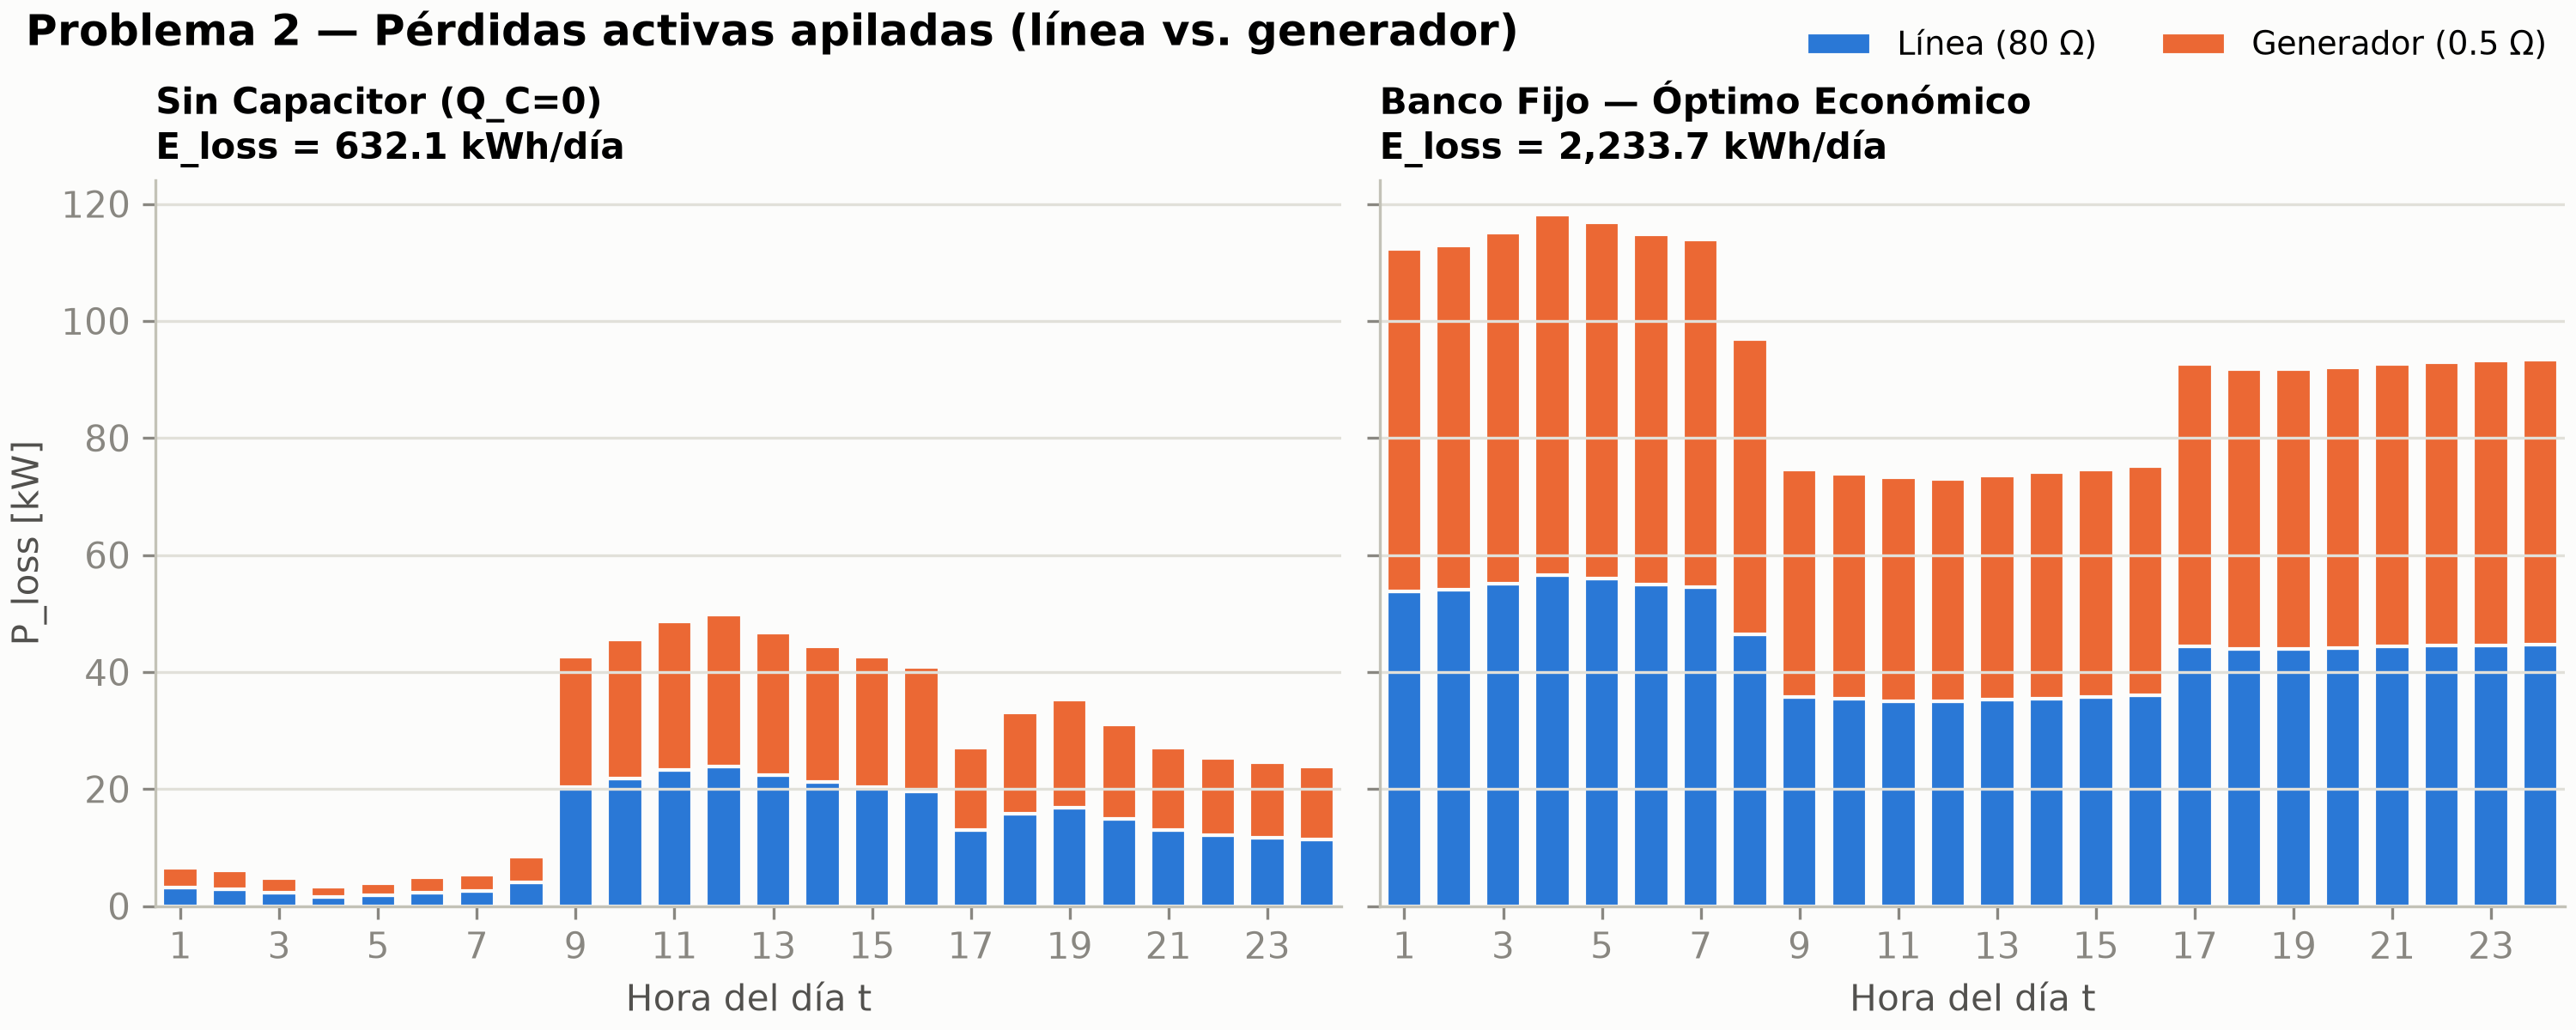 Problema 2 — Pérdidas activas apiladas (línea vs. generador)
Línea (80 Ω)
Generador (0.5 Ω)
Sin Capacitor (Q_C=0)
E_loss = 632.1 kWh/día
Banco Fijo — Óptimo Económico
E_loss = 2,233.7 kWh/día
P_loss [kW]
120
100
80
60
40
20
0
1 3 5 7 9 11 13 15 17 19 21 23
Hora del día t
1 3 5 7 9 11 13 15 17 19 21 23
Hora del día t